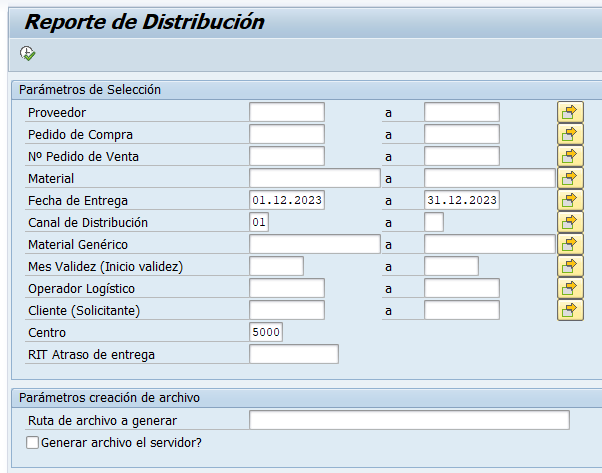 Reporte de Distribución
Parámetros de Selección
Proveedor a
Pedido de Compra a
Nº Pedido de Venta a
Material a
Fecha de Entrega 01.12.2023 a 31.12.2023
Canal de Distribución 01 a
Material Genérico a
Mes Validez (Inicio validez) a
Operador Logístico a
Cliente (Solicitante) a
Centro 5000
RIT Atraso de entrega
Parámetros creación de archivo
Ruta de archivo a generar
Generar archivo el servidor?